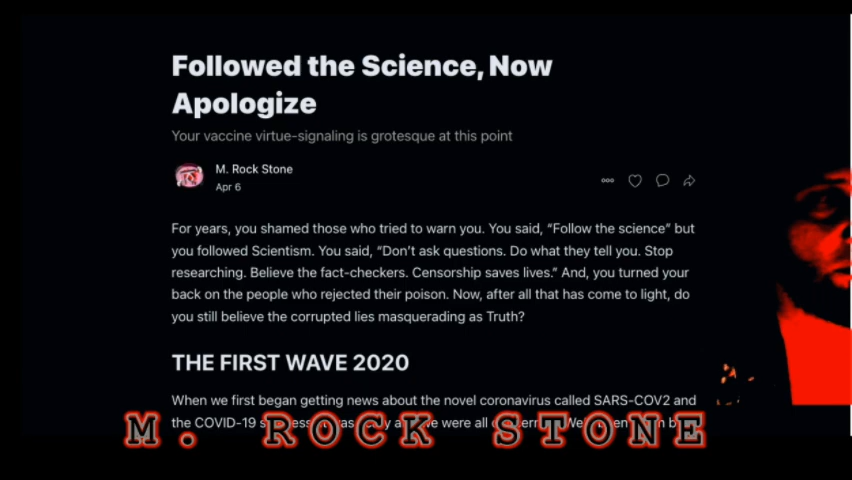 Followed the Science, Now
Apologize
Your vaccine virtue-signaling is grotesque at this point
M. Rock Stone
Apr 6
For years, you shamed those who tried to warn you. You said, “Follow the science” but
you followed Scientism. You said, “Don’t ask questions. Do what they tell you. Stop
researching. Believe the fact-checkers. Censorship saves lives.” And, you turned your
back on the people who rejected their poison. Now, after all that has come to light, do
you still believe the corrupted lies masquerading as Truth?
THE FIRST WAVE 2020
When we first began getting news about the novel coronavirus called SARS-COV2 and
the COVID-19 were all
M. ROCK STONE